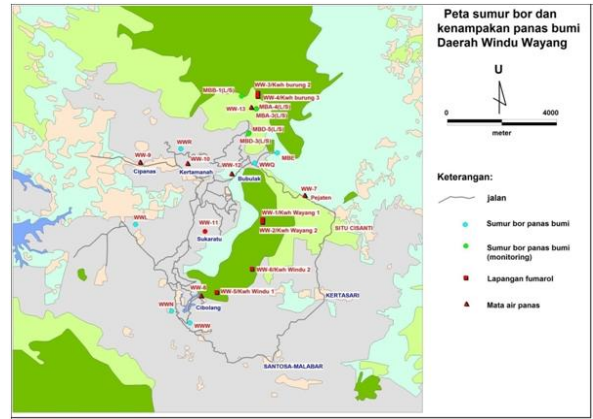 Peta sumur bor dan
kenampakan panas bumi
Daerah Windu Wayang
U
0 4000
meter
Keterangan:
jalan
Sumur bor panas bumi
Sumur bor panas bumi
(monitoring)
Lapangan fumarol
Mata air panas
WW-3/Kwh burung 2
MBB-1(L/S)
WW-4/Kwh burung 3
WW-13
MBA-4(L/S)
MBA-3(L/S)
MBD-5(L/S)
MBD-3(L/S)
WWR
MBE
WW-9
WW-10
WW-12
WWQ
Cipanas
Kertamanah
Bubulak
WW-7
Pejaten
WWL
WW-11
WW-1/Kwh Wayang 1
WW-2/Kwh Wayang 2
SITU CISANTI
Sukaratu
WW-6/Kwh Windu 2
WW-8
WW-5/Kwh Windu 1
KERTASARI
Cibolang
WWN
WWW
SANTOSA-MALABAR